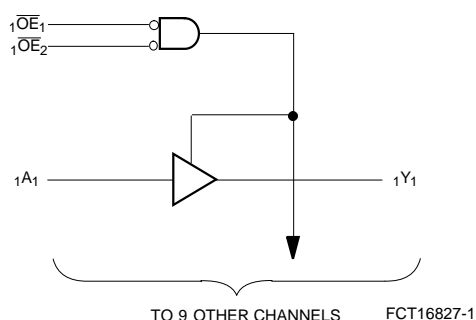 1OE1
1OE2
1A1
1Y1
TO 9 OTHER CHANNELS
FCT16827-1